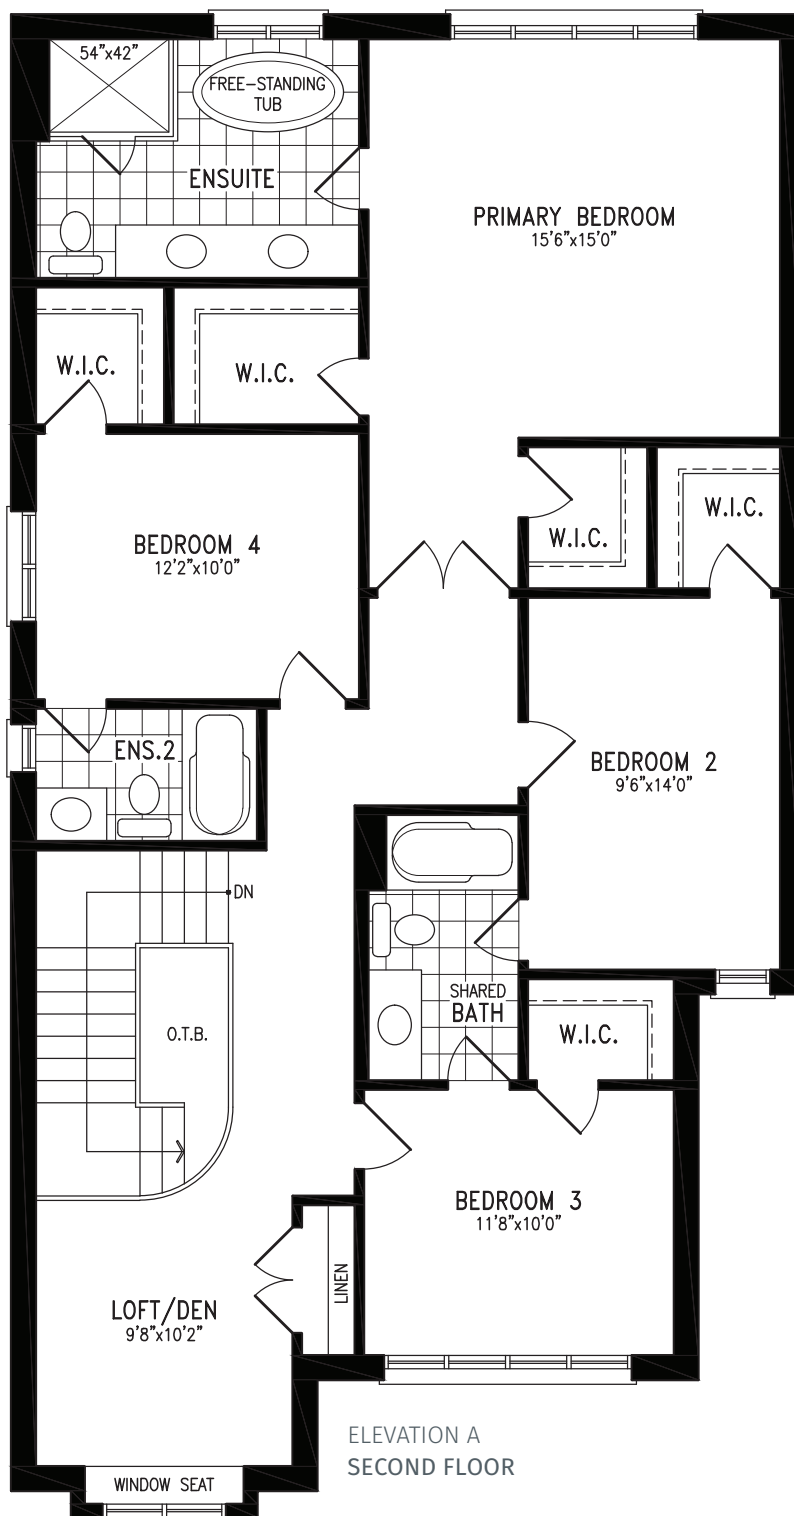 54"x42"
FREE-STANDING
TUB
ENSUITE
PRIMARY BEDROOM
15'6"x15'0"
W.I.C.
W.I.C.
W.I.C.
W.I.C.
BEDROOM 4
12'2"x10'0"
ENS.2
BEDROOM 2
9'6"x14'0"
DN
SHARED
BATH
O.T.B.
W.I.C.
BEDROOM 3
11'8"x10'0"
LINEN
LOFT/DEN
9'8"x10'2"
ELEVATION A
SECOND FLOOR
WINDOW SEAT